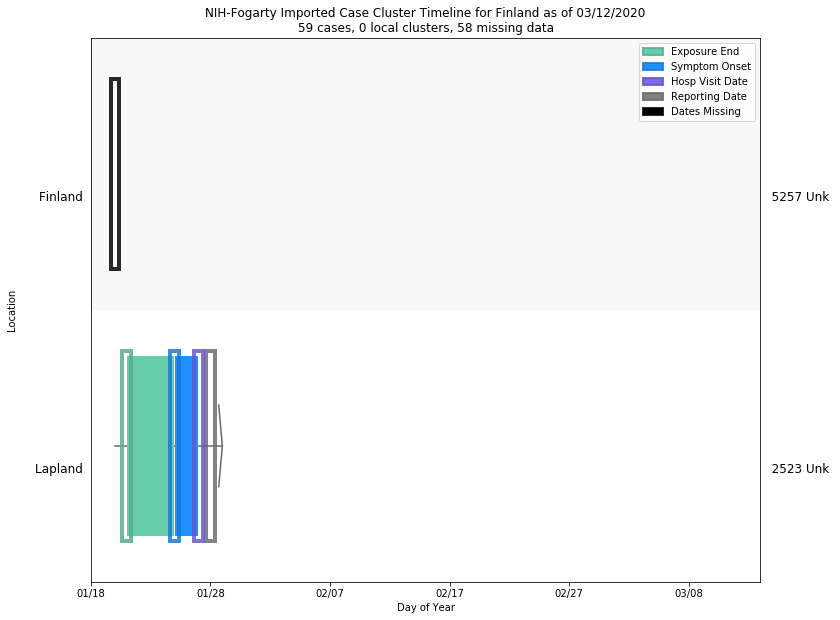 NIH-Fogarty Imported Case Cluster Timeline for Finland as of 03/12/2020
59 cases, 0 local clusters, 58 missing data
Exposure End
Symptom Onset
Hosp Visit Date
Reporting Date
Dates Missing
Finland
5257 Unk
Location
Lapland
2523 Unk
01/18
01/28
02/07
02/17
02/27
03/08
Day of Year